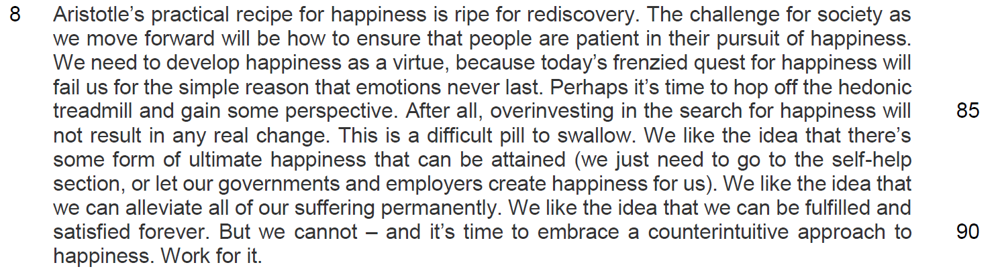 8 Aristotle’s practical recipe for happiness is ripe for rediscovery. The challenge for society as
we move forward will be how to ensure that people are patient in their pursuit of happiness.
We need to develop happiness as a virtue, because today’s frenzied quest for happiness will
fail us for the simple reason that emotions never last. Perhaps it’s time to hop off the hedonic
treadmill and gain some perspective. After all, overinvesting in the search for happiness will 85
not result in any real change. This is a difficult pill to swallow. We like the idea that there’s
some form of ultimate happiness that can be attained (we just need to go to the self-help
section, or let our governments and employers create happiness for us). We like the idea that
we can alleviate all of our suffering permanently. We like the idea that we can be fulfilled and
satisfied forever. But we cannot – and it’s time to embrace a counterintuitive approach to 90
happiness. Work for it.